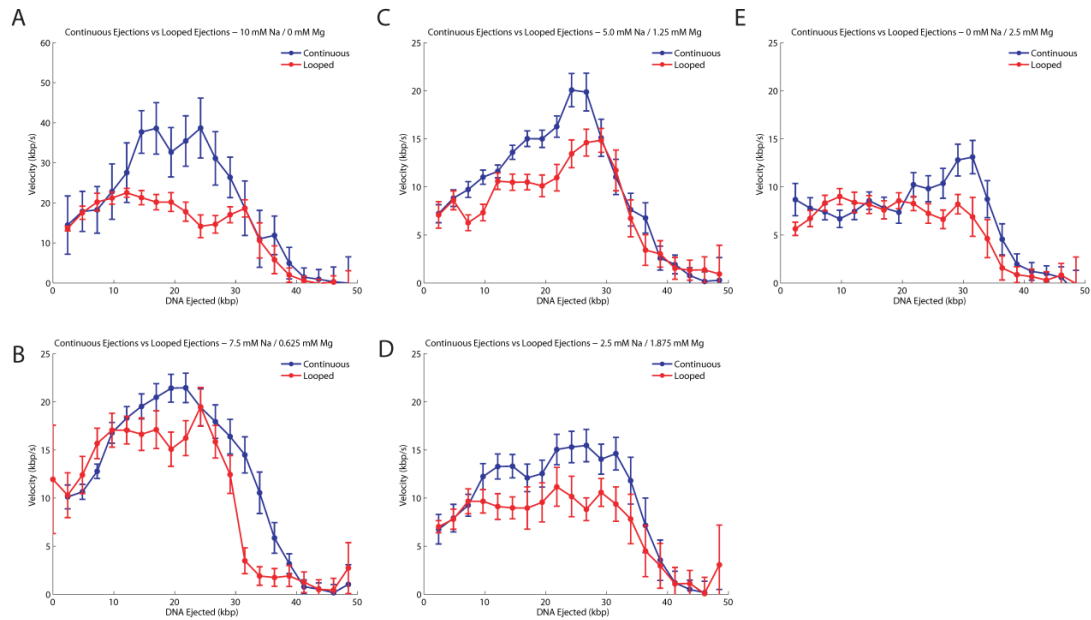 A
Continuous Ejections vs Looped Ejections – 10 mM Na / 0 mM Mg
Continuous
Looped
Velocity (kbp/s)
60
50
40
30
20
10
0
0 10 20 30 40 50
DNA Ejected (kbp)
C
Continuous Ejections vs Looped Ejections – 5.0 mM Na / 1.25 mM Mg
Continuous
Looped
Velocity (kbp/s)
25
20
15
10
5
0
0 10 20 30 40 50
DNA Ejected (kbp)
E
Continuous Ejections vs Looped Ejections – 0 mM Na / 2.5 mM Mg
Continuous
Looped
Velocity (kbp/s)
25
20
15
10
5
0
0 10 20 30 40 50
DNA Ejected (kbp)
B
Continuous Ejections vs Looped Ejections – 7.5 mM Na / 0.625 mM Mg
Continuous
Looped
Velocity (kbp/s)
25
20
15
10
5
0
0 10 20 30 40 50
DNA Ejected (kbp)
D
Continuous Ejections vs Looped Ejections – 2.5 mM Na / 1.875 mM Mg
Continuous
Looped
Velocity (kbp/s)
25
20
15
10
5
0
0 10 20 30 40 50
DNA Ejected (kbp)